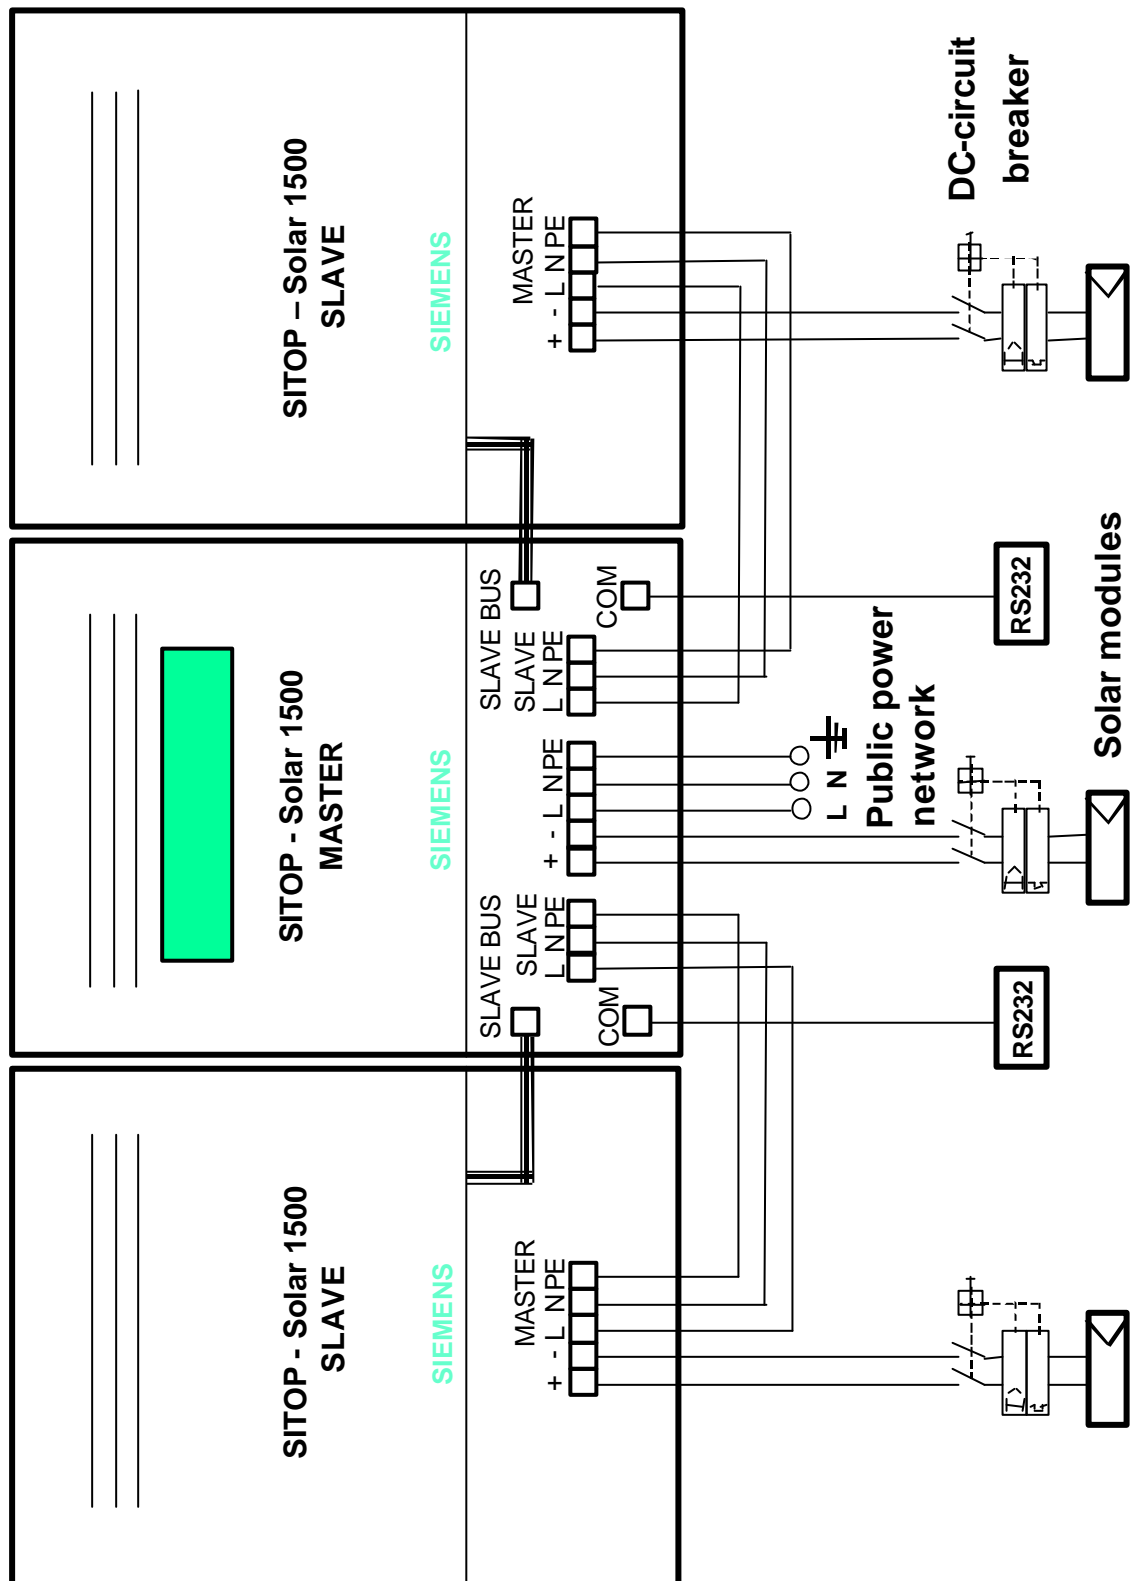 SITOP - Solar 1500
SLAVE
SIEMENS
MASTER
+ - L N PE
SITOP - Solar 1500
MASTER
SIEMENS
SLAVE BUS
SLAVE
L N PE
COM
+ - L N PE
SLAVE BUS
SLAVE
L N PE
COM
SITOP – Solar 1500
SLAVE
SIEMENS
MASTER
+ - L N PE
L N
Public power
network
RS232
RS232
DC-circuit
breaker
Solar modules